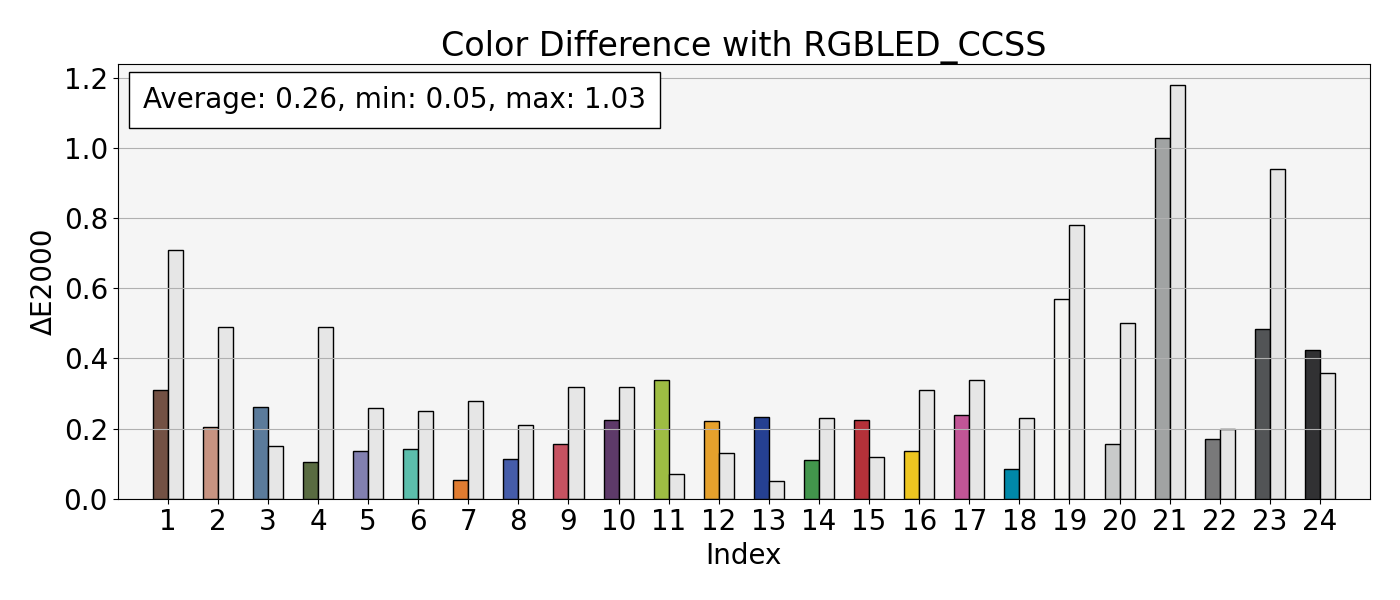 Color Difference with RGBLED_CCSS
Average: 0.26, min: 0.05, max: 1.03
1.2
1.0
0.8
0.6
0.4
0.2
0.0
ΔE2000
1 2 3 4 5 6 7 8 9 10 11 12 13 14 15 16 17 18 19 20 21 22 23 24
Index